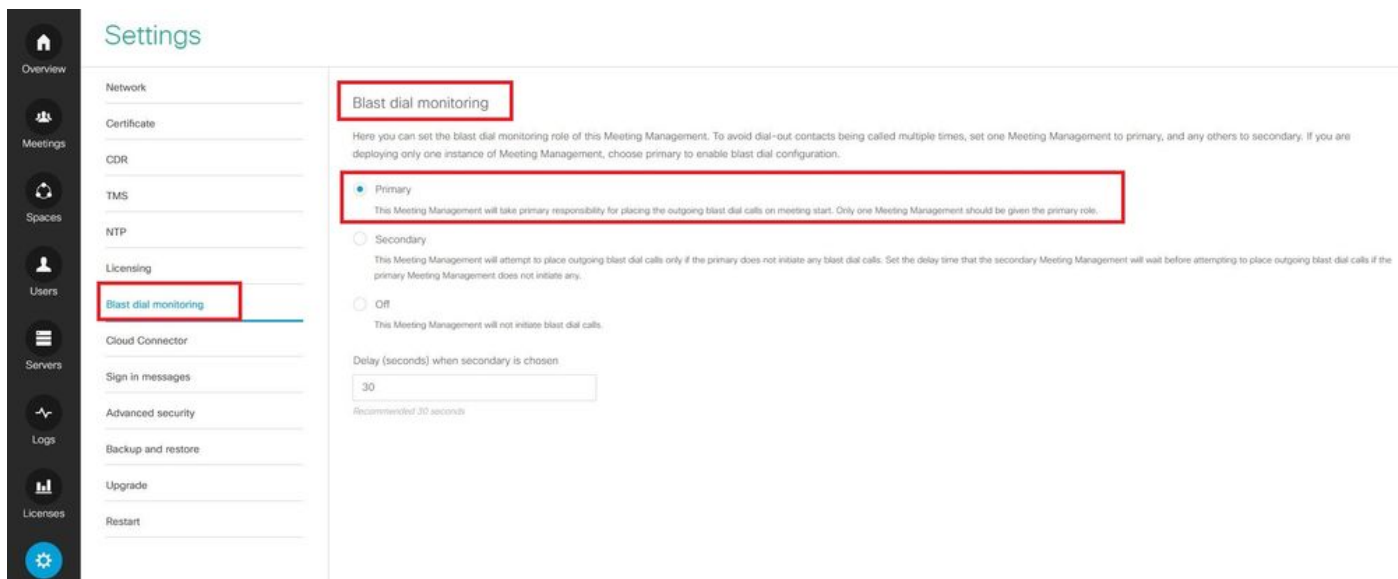 Settings
Overview
Meetings
Spaces
Users
Servers
Logs
Licenses
Network
Certificate
CDR
TMS
NTP
Licensing
Blast dial monitoring
Cloud Connector
Sign in messages
Advanced security
Backup and restore
Upgrade
Restart
Blast dial monitoring
Here you can set the blast dial monitoring role of this Meeting Management. To avoid dial-out contacts being called multiple times, set one Meeting Management to primary, and any others to secondary. If you are
deploying only one instance of Meeting Management, choose primary to enable blast dial configuration.
Primary
This Meeting Management will take primary responsibility for placing the outgoing blast dial calls on meeting start. Only one Meeting Management should be given the primary role.
Secondary
This Meeting Management will attempt to place outgoing blast dial calls only if the primary does not initiate any blast dial calls. Set the delay time that the secondary Meeting Management will wait before attempting to place outgoing blast dial calls if the
primary Meeting Management does not initiate any.
Off
This Meeting Management will not initiate blast dial calls.
Delay (seconds) when secondary is chosen
30
Recommended 30 seconds